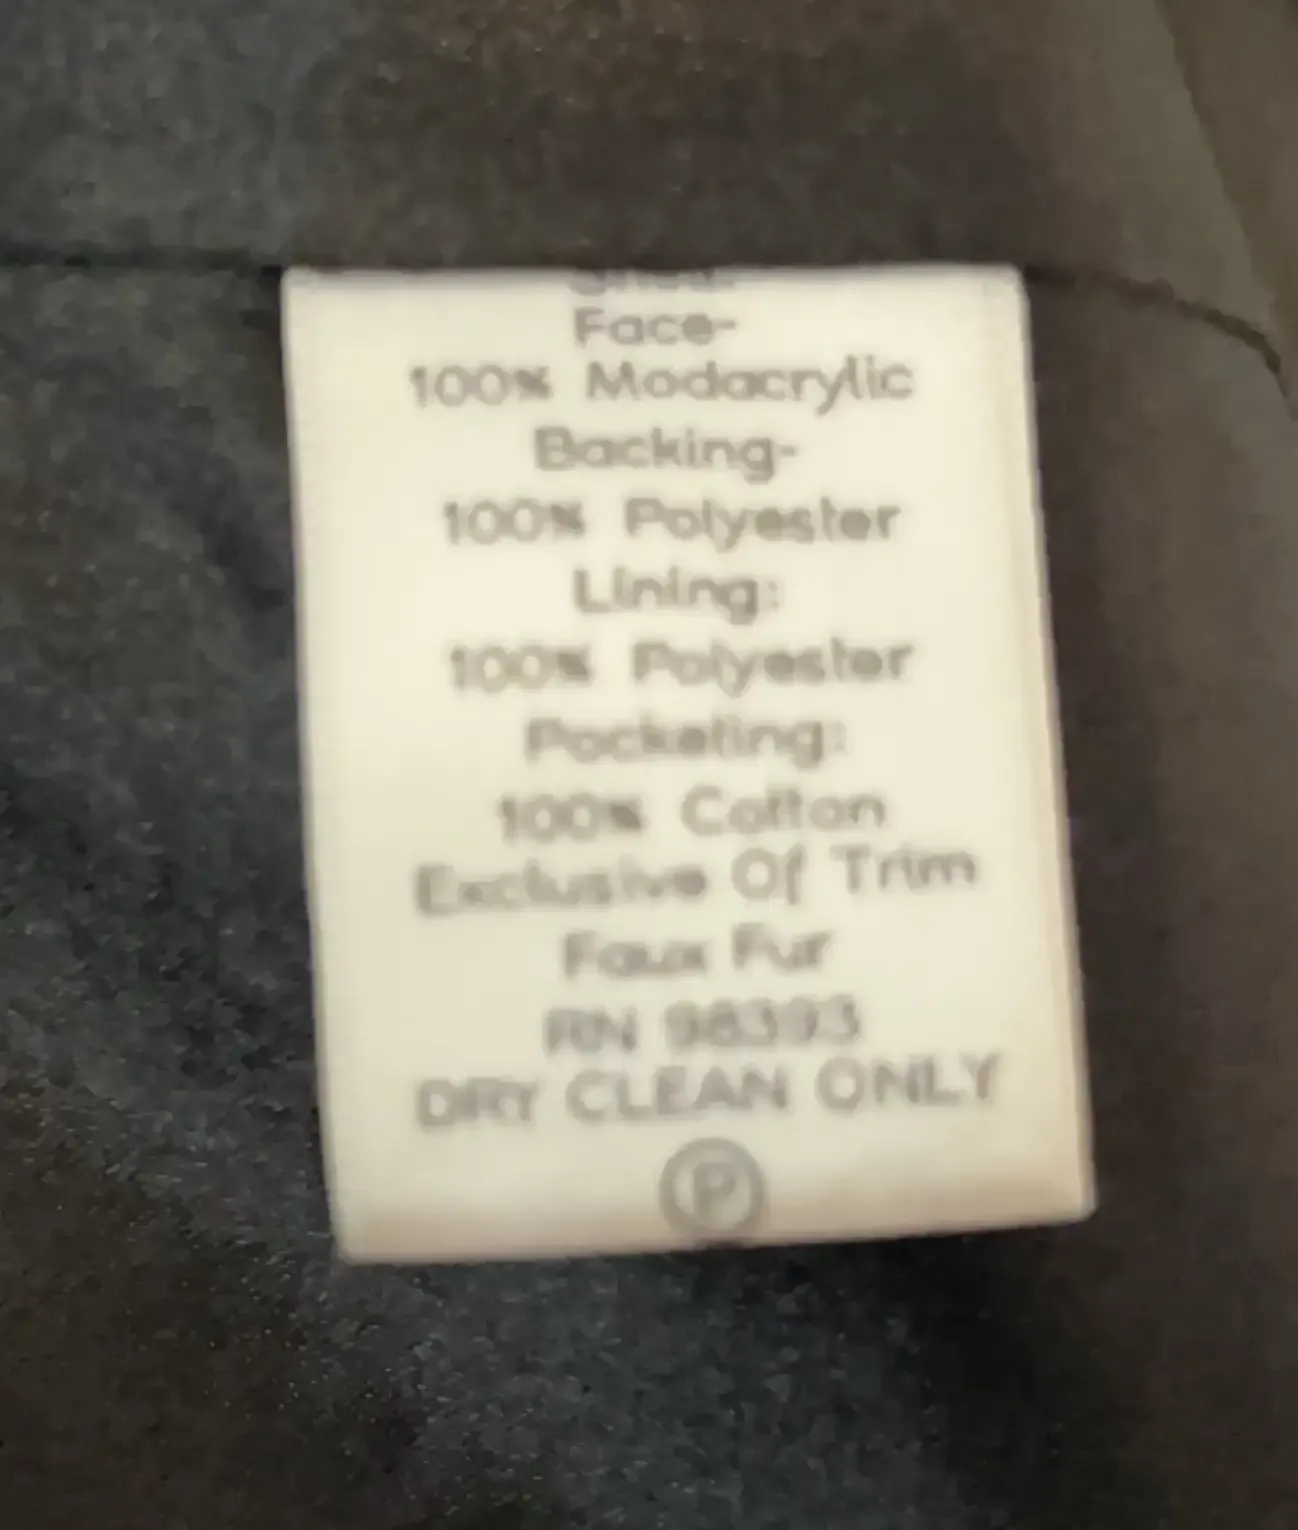 Face-
100% Modacrylic
Backing-
100% Polyester
Lining:
100% Polyester
Pocketing:
100% Cotton
Exclusive Of Trim
Faux Fur
RN 98393
DRY CLEAN ONLY
P